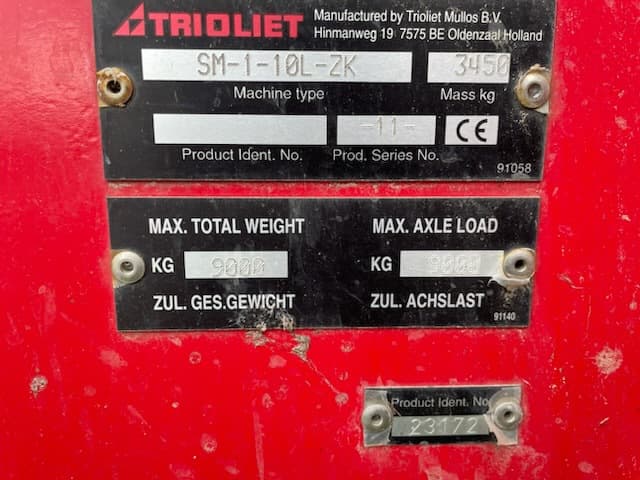 TRIOLIET
Manufactured by Trioliet Mullos B.V.
Hinmanweg 19 7575 BE Oldenzaal Holland
SM-1-10L-ZK 3450
Machine type Mass kg
-11- CE
Product Ident. No. Prod. Series No.
91058
MAX. TOTAL WEIGHT MAX. AXLE LOAD
KG 9000 KG 9000
ZUL. GES.GEWICHT ZUL. ACHSLAST
91140
Product Ident. No.
23172